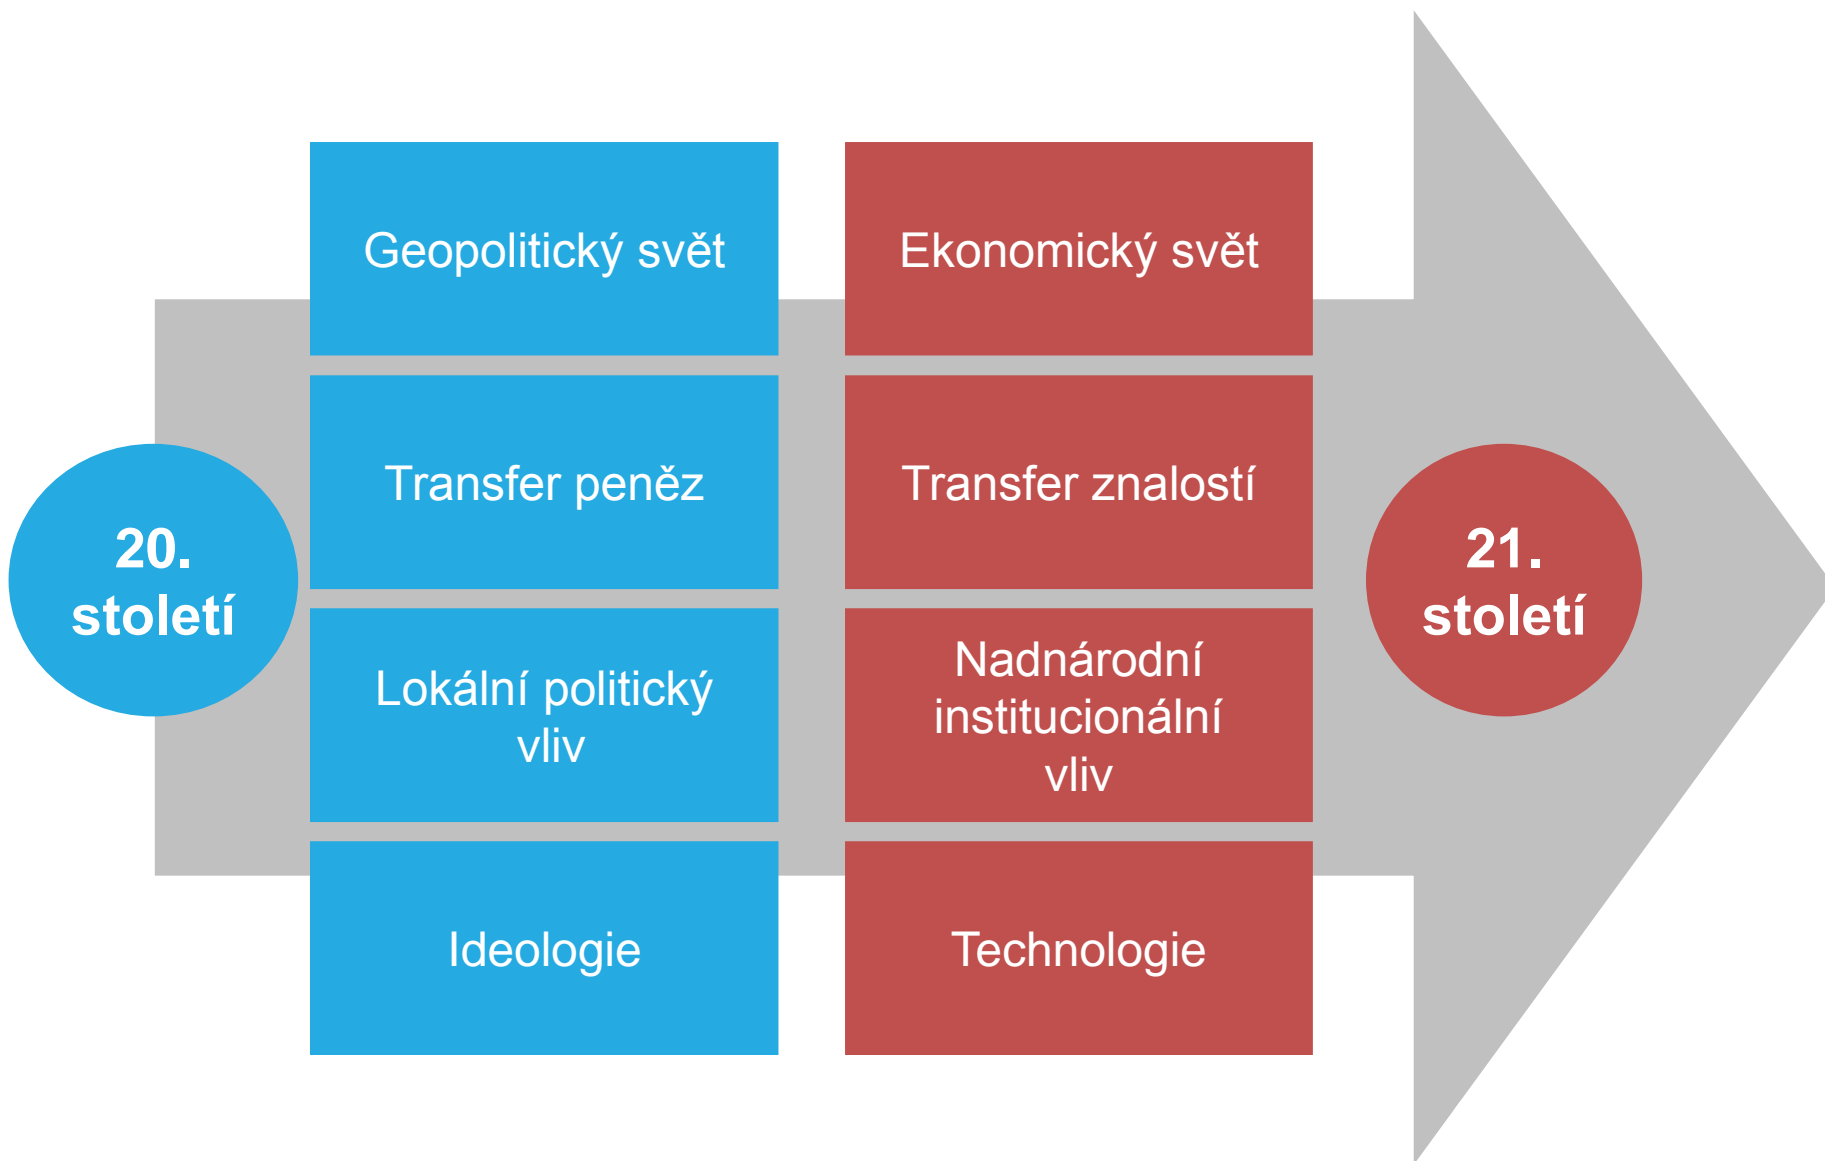 20.
století
Geopolitický svět
Transfer peněz
Lokální politický
vliv
Ideologie
Ekonomický svět
Transfer znalostí
Nadnárodní
institucionální
vliv
Technologie
21.
století